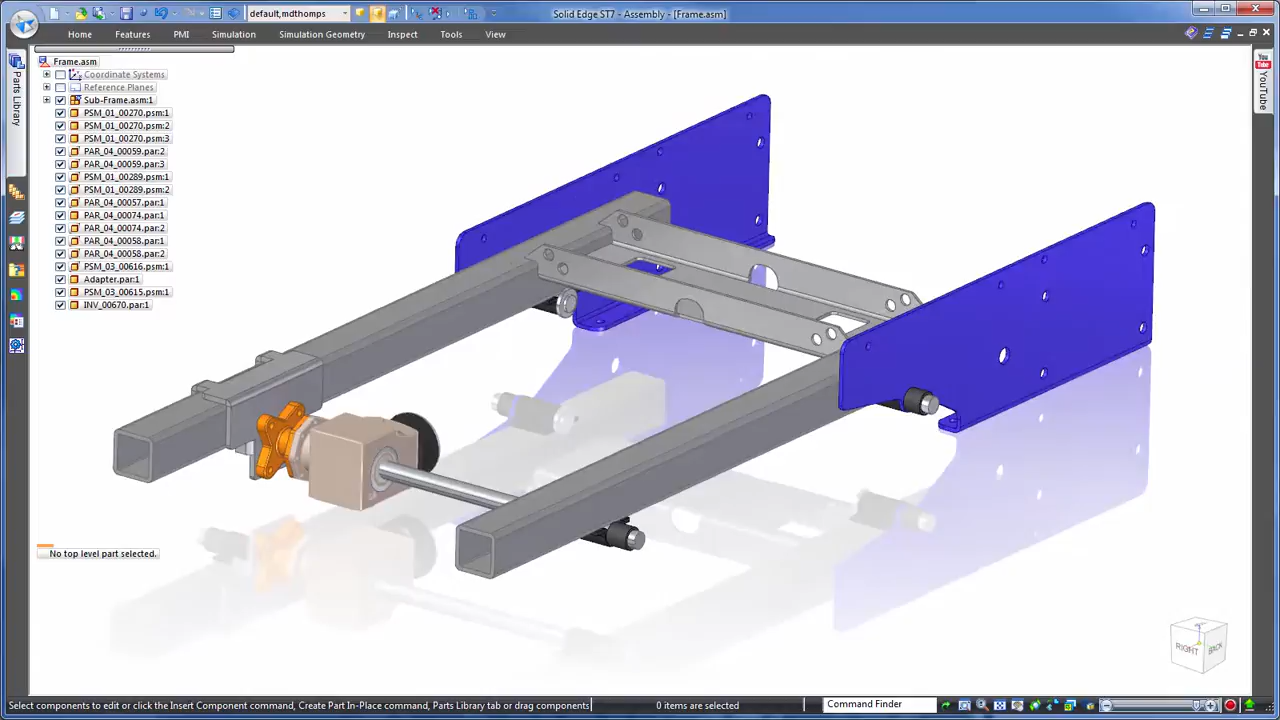 default,mdthomps
Solid Edge ST7 - Assembly - [Frame.asm]
Home
Features
PMI
Simulation
Simulation Geometry
Inspect
Tools
View
Parts Library
YouTube
Frame.asm
Coordinate Systems
Reference Planes
Sub-Frame.asm:1
PSM_01_00270.psm:1
PSM_01_00270.psm:2
PSM_01_00270.psm:3
PAR_04_00059.par:2
PAR_04_00059.par:3
PSM_01_00289.psm:1
PSM_01_00289.psm:2
PAR_04_00057.par:1
PAR_04_00074.par:1
PAR_04_00074.par:2
PAR_04_00058.par:1
PAR_04_00058.par:2
PSM_03_00616.psm:1
Adapter.par:1
PSM_03_00615.psm:1
INV_00670.par:1
No top level part selected.
RIGHT
BACK
Select components to edit or click the Insert Component command, Create Part In-Place command, Parts Library tab or drag components
0 items are selected
Command Finder